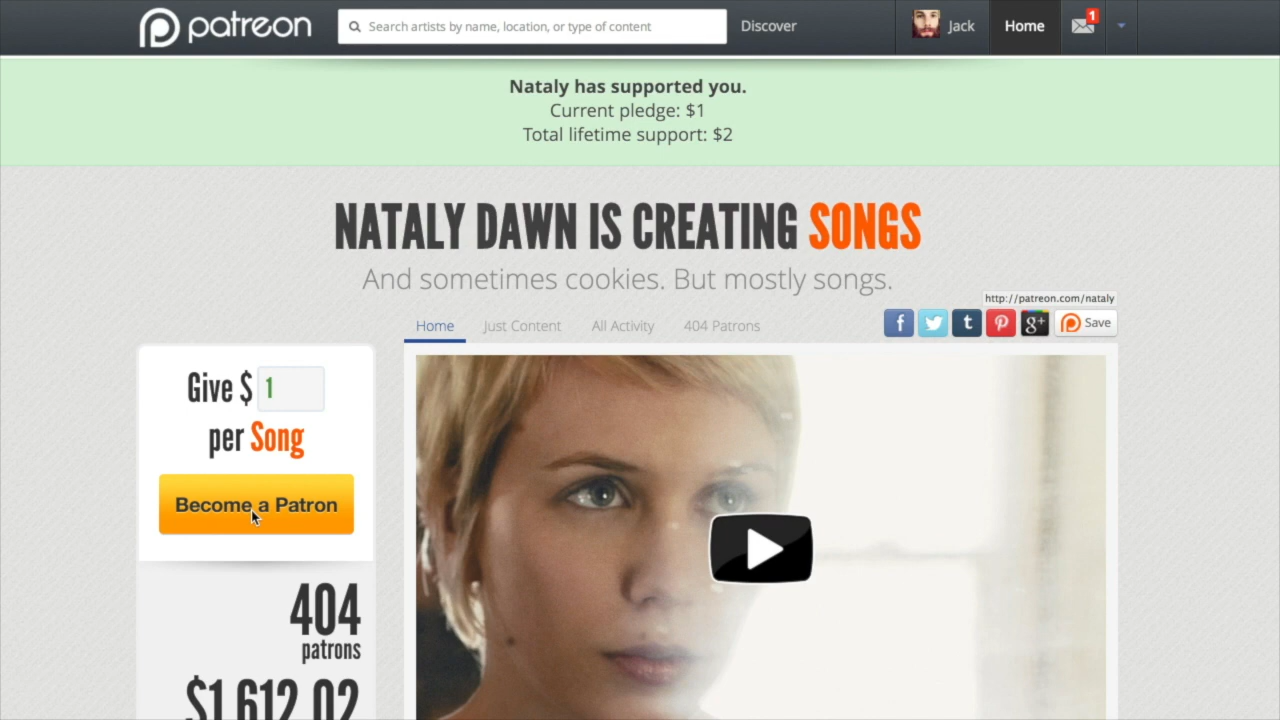 patreon
Search artists by name, location, or type of content
Discover
Jack
Home
1
Nataly has supported you.
Current pledge: $1
Total lifetime support: $2
NATALY DAWN IS CREATING SONGS
And sometimes cookies. But mostly songs.
http://patreon.com/nataly
Home
Just Content
All Activity
404 Patrons
f
t
g+
Save
Give $ 1
per Song
Become a Patron
404
patrons
$1,612.02